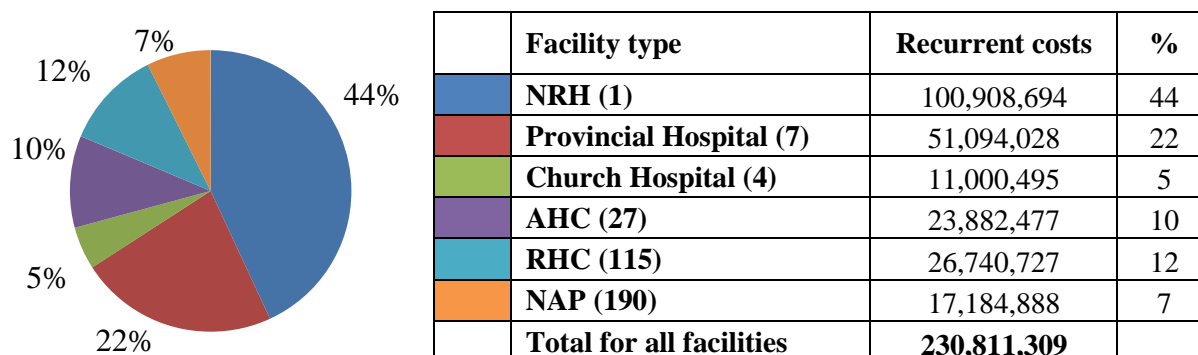 7%
12%
44%
10%
5%
22%
Facility type Recurrent costs %
NRH (1) 100,908,694 44
Provincial Hospital (7) 51,094,028 22
Church Hospital (4) 11,000,495 5
AHC (27) 23,882,477 10
RHC (115) 26,740,727 12
NAP (190) 17,184,888 7
Total for all facilities 230,811,309